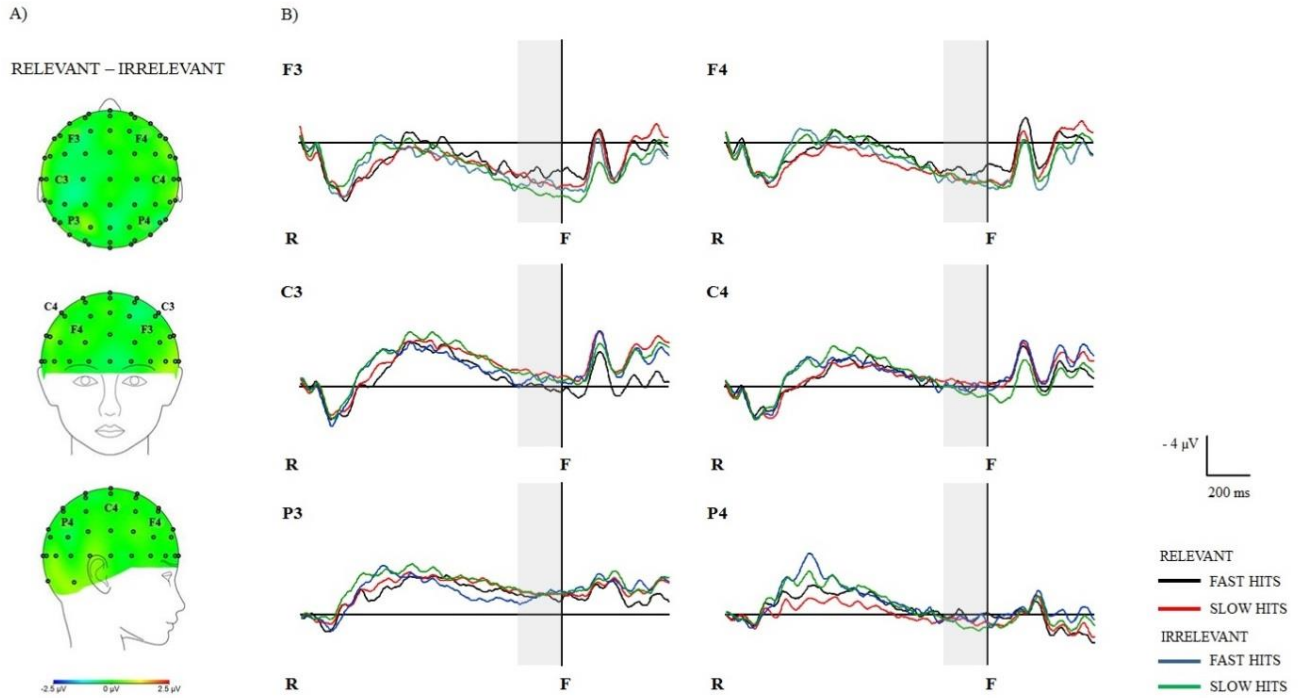 A)
RELEVANT – IRRELEVANT
F3 F4
C3 C4
P3 P4
C4 C3
F4 F3
C4
P4 F4
-2.5 µV 0 µV 2.5 µV
B)
F3
R F
F4
R F
C3
R F
C4
R F
P3
R F
P4
R F
- 4 µV
200 ms
RELEVANT
FAST HITS
SLOW HITS
IRRELEVANT
FAST HITS
SLOW HITS